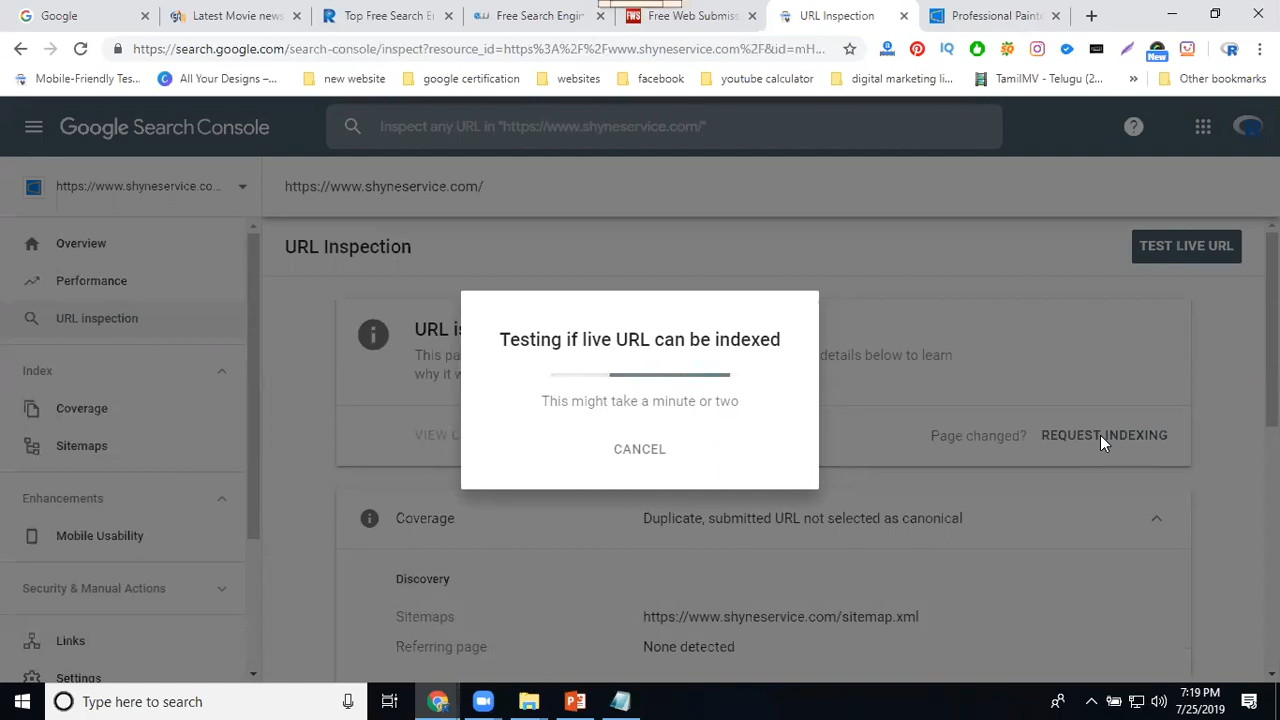 Google
Latest Movie news
Top Free Search E
Free Search Engin
Free Web Submiss
URL Inspection
Professional Paint
https://www.search.google.com/search-console/inspect?resource_id=https%3A%2F%2Fwww.shyneservice.com%2F&id=mH...
New
Mobile-Friendly Tes...
All Your Designs –...
new website
google certification
websites
facebook
youtube calculator
digital marketing li...
TamilMV - Telugu (2...
»
Other bookmarks
Google Search Console
Inspect any URL in "https://www.shyneservice.com/"
https://www.shyneservice.co...
https://www.shyneservice.com/
Overview
Performance
URL inspection
Index
Coverage
Sitemaps
Enhancements
Mobile Usability
Security & Manual Actions
Links
Settings
URL Inspection
TEST LIVE URL
URL is
This pa
details below to learn
why it w
VIEW C
Page changed?
REQUEST INDEXING
Testing if live URL can be indexed
This might take a minute or two
CANCEL
Coverage
Duplicate, submitted URL not selected as canonical
Discovery
Sitemaps
https://www.shyneservice.com/sitemap.xml
Referring page
None detected
Type here to search
7:19 PM
7/25/2019